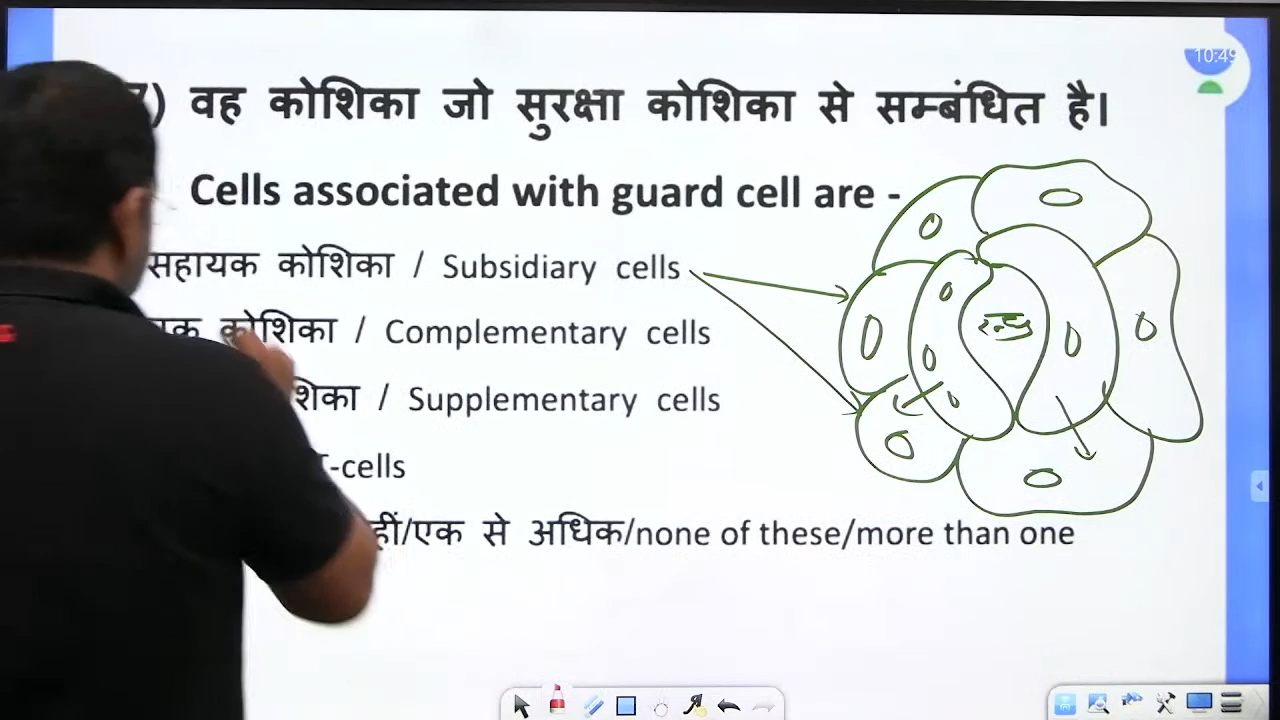 10:49
) वह कोशिका जो सुरक्षा कोशिका से सम्बंधित है।
Cells associated with guard cell are -
सहायक कोशिका / Subsidiary cells
कोशिका / Complementary cells
/ Supplementary cells
-cells
/एक से अधिक/none of these/more than one